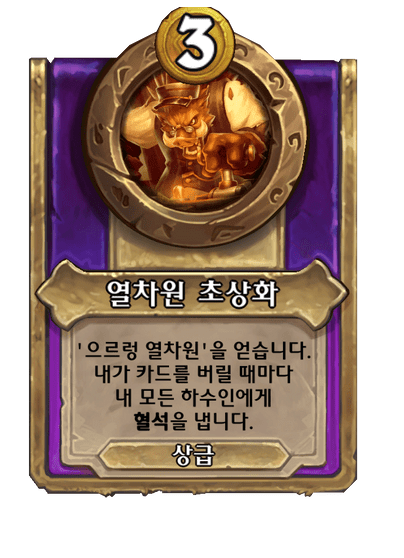 3
열차원 초상화
'으르렁 열차원'을 얻습니다.
내가 카드를 버릴 때마다
내 모든 하수인에게
혈석을 냅니다.
상급